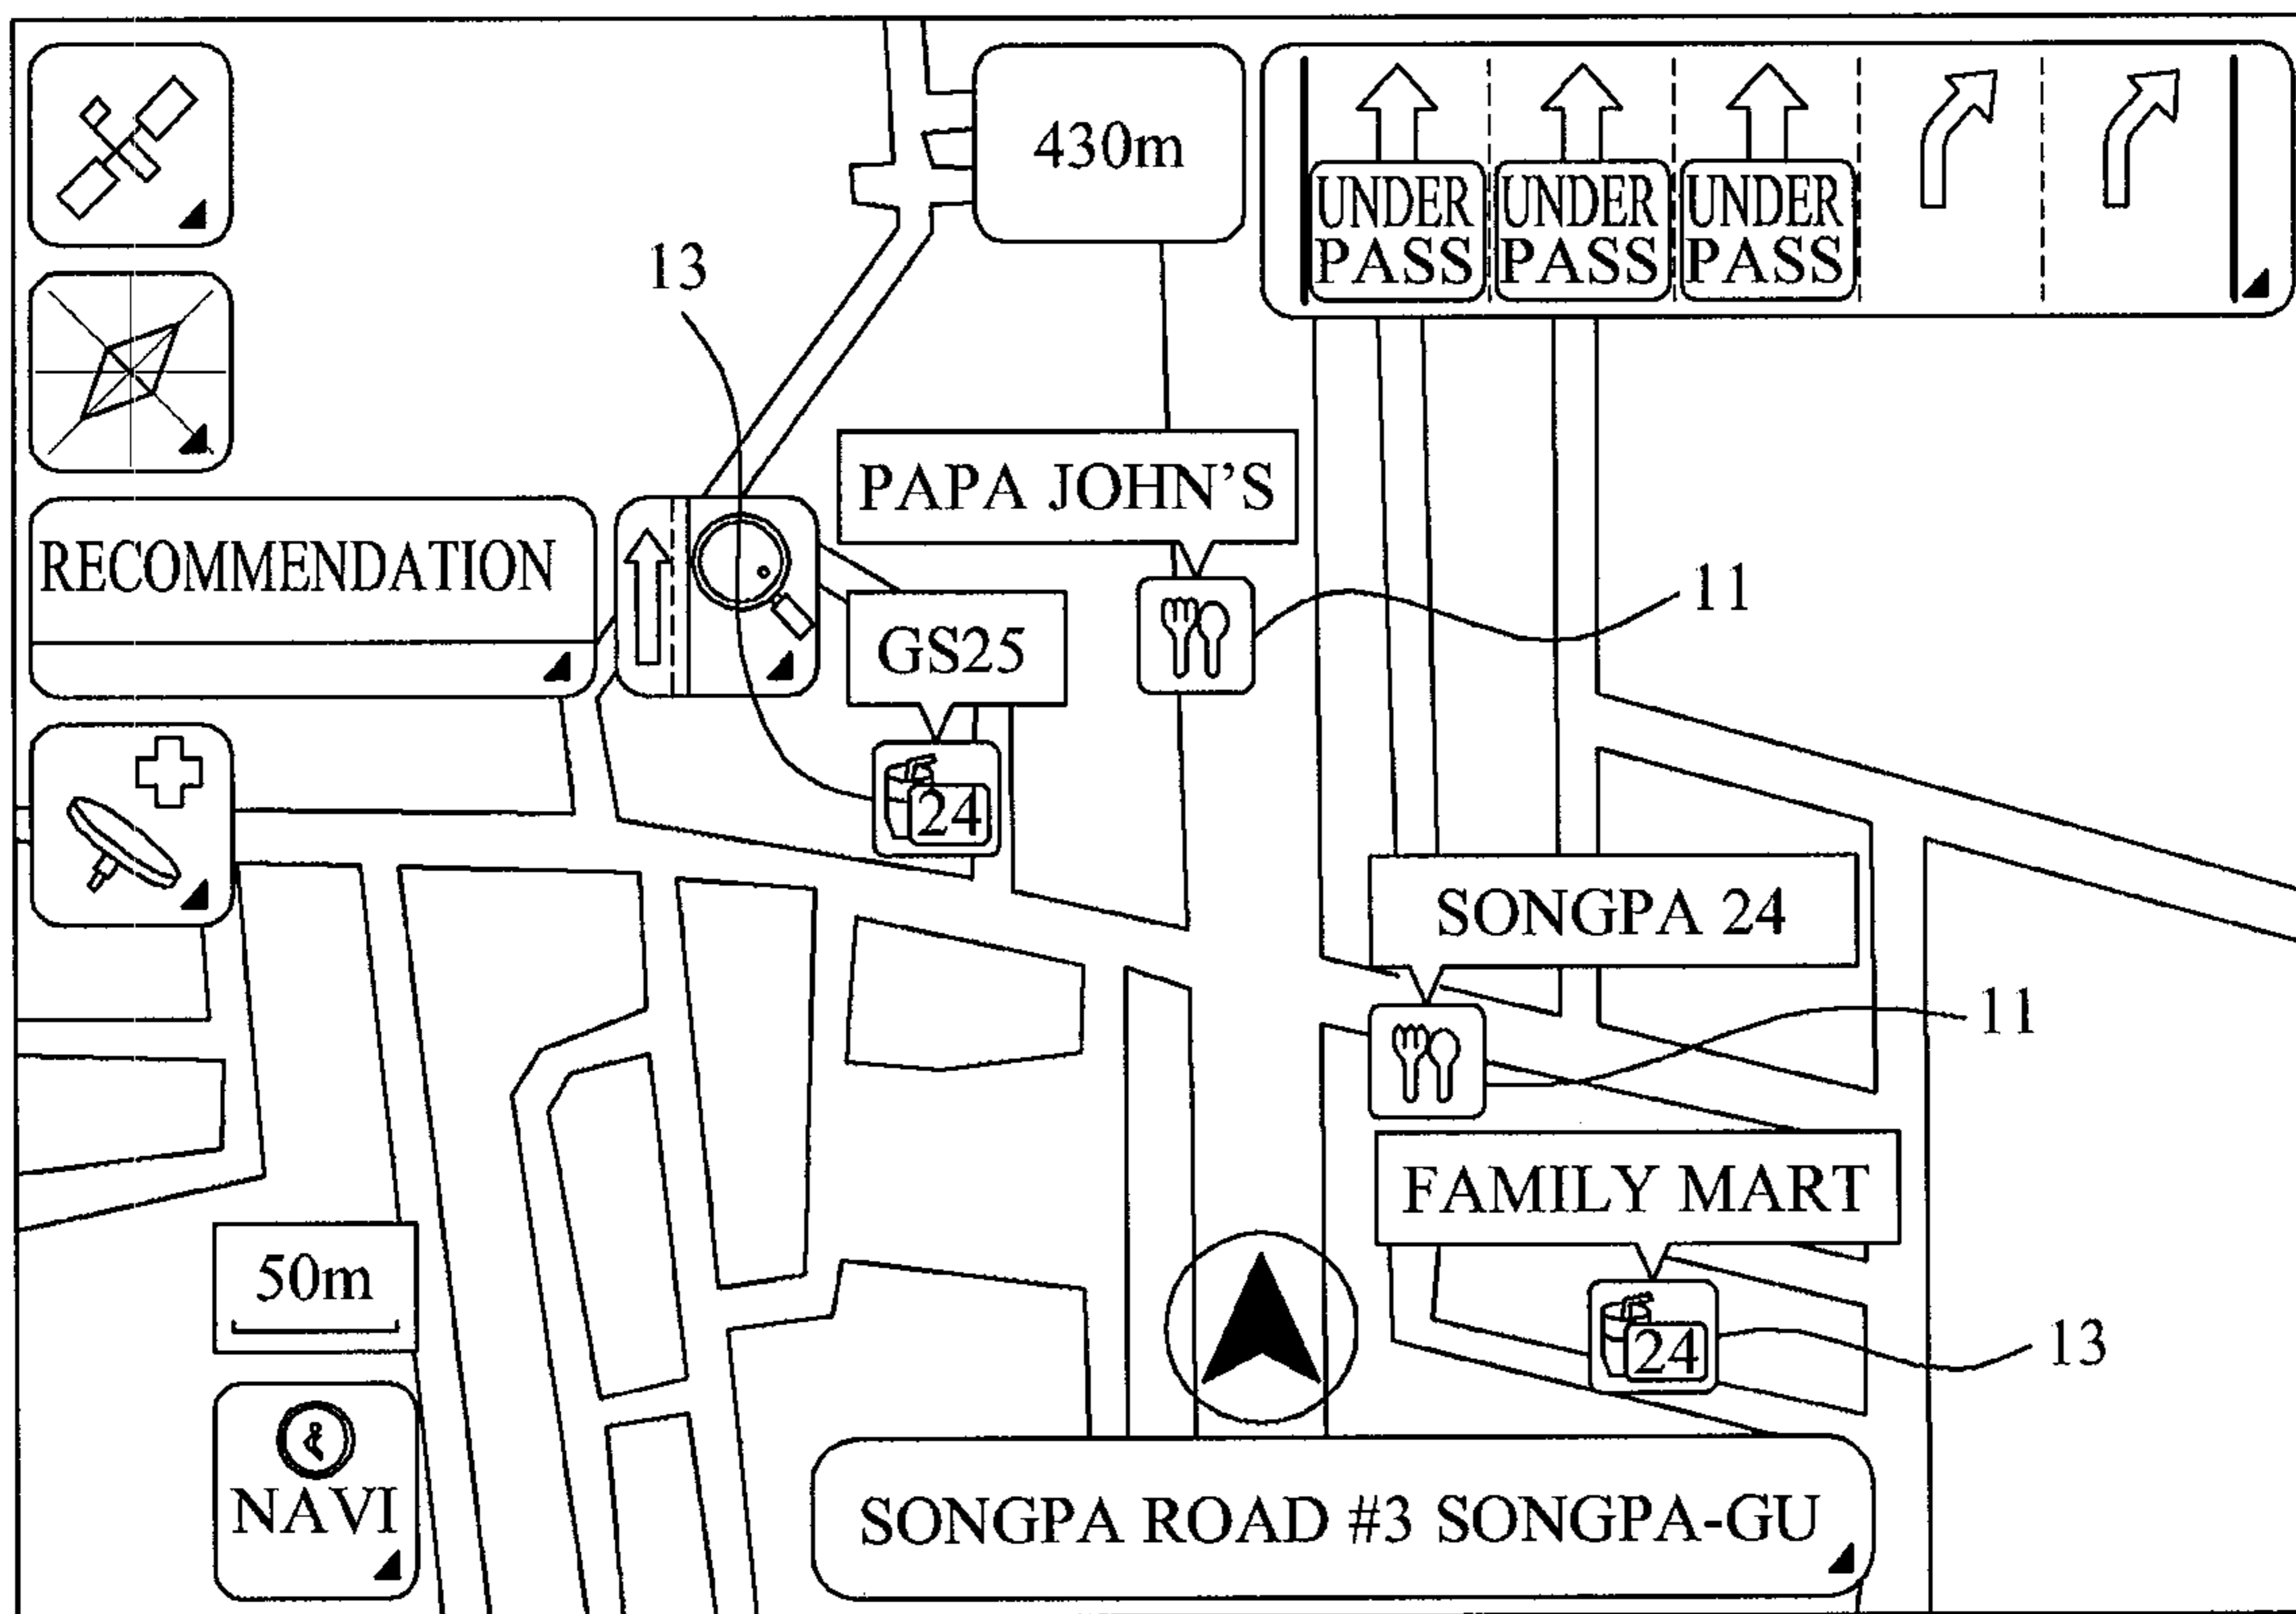 430m
UNDER
PASS
UNDER
PASS
UNDER
PASS
13
PAPA JOHN'S
RECOMMENDATION
11
GS25
24
SONGPA 24
11
FAMILY MART
50m
24
13
NAVI
SONGPA ROAD #3 SONGPA-GU